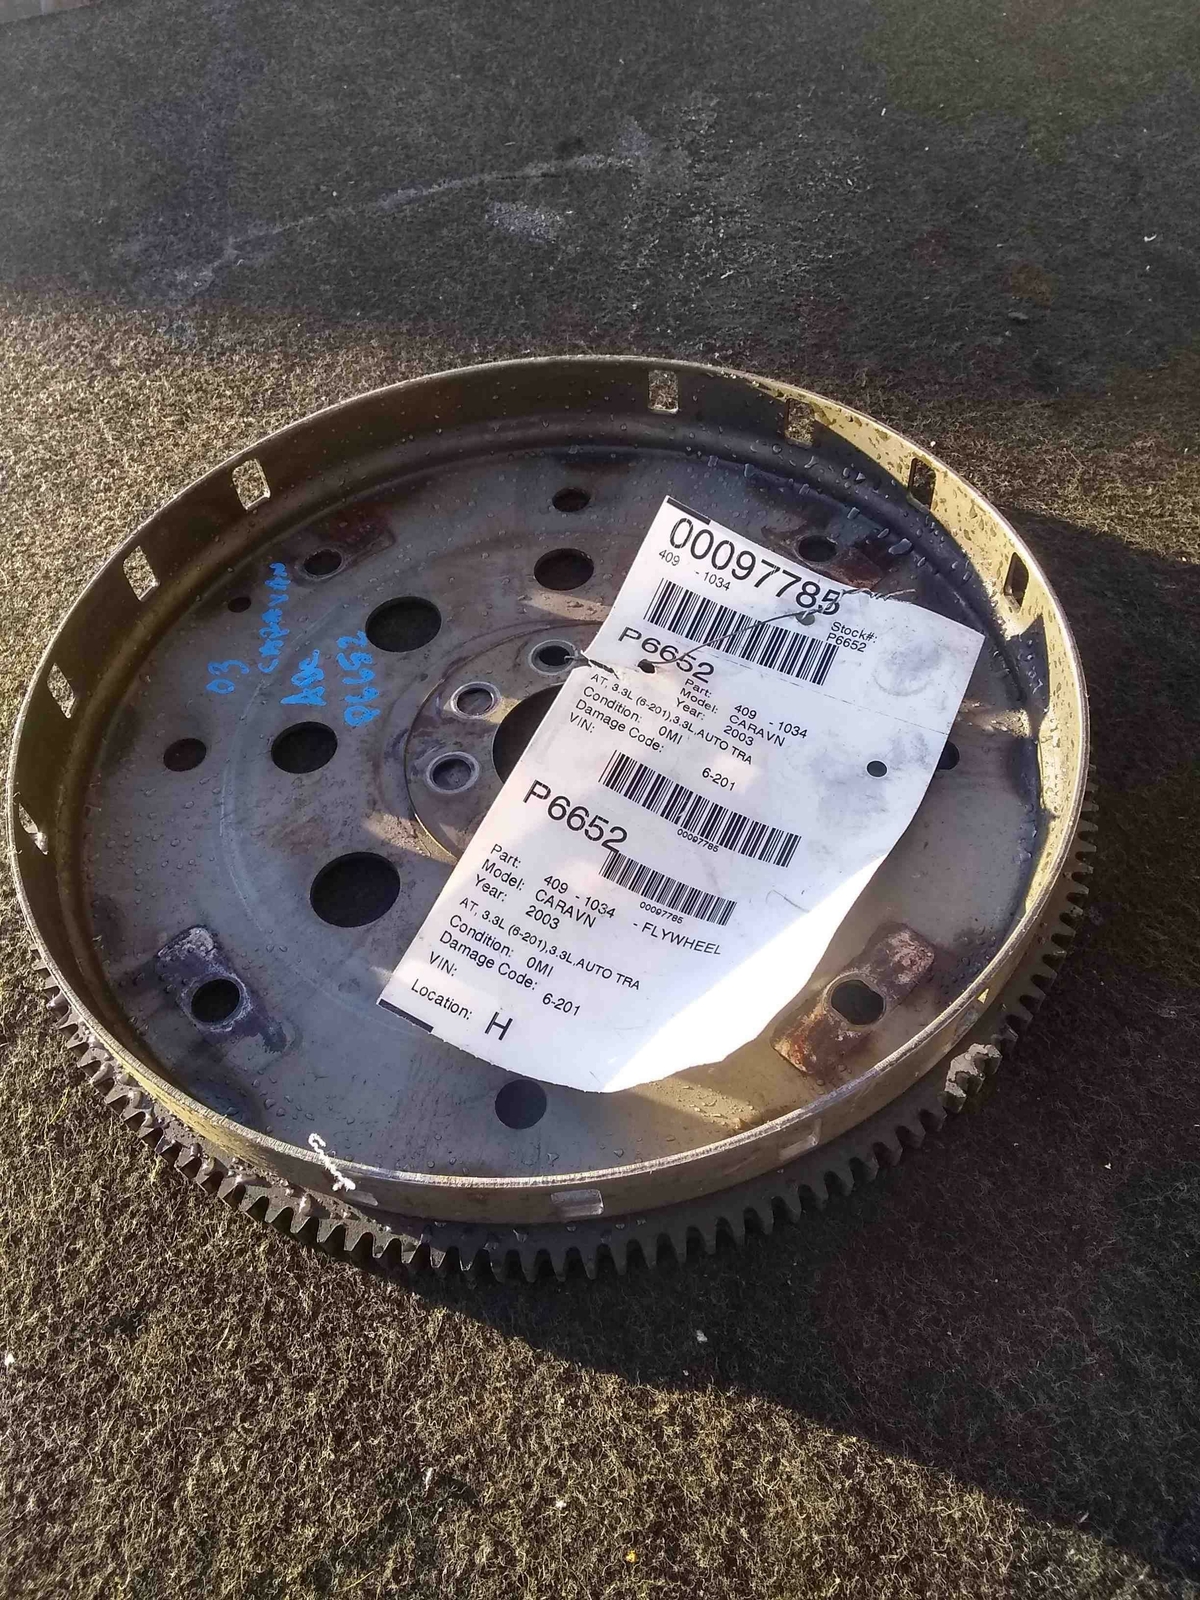 00097785
409 -1034
Stock#:
P6652
P6652
Part: 409 -1034
Model: CARAVN
Year: 2003
AT, 3.3L (6-201),3.3L,AUTO TRA
Condition: 0MI
Damage Code: 6-201
VIN:
00097785
P6652
00097785
Part: 409 -1034 -FLYWHEEL
Model: CARAVN
Year: 2003
AT, 3.3L (6-201),3.3L,AUTO TRA
Condition: 0MI
Damage Code: 6-201
VIN:
Location: H
03
CARAVAN
P6652